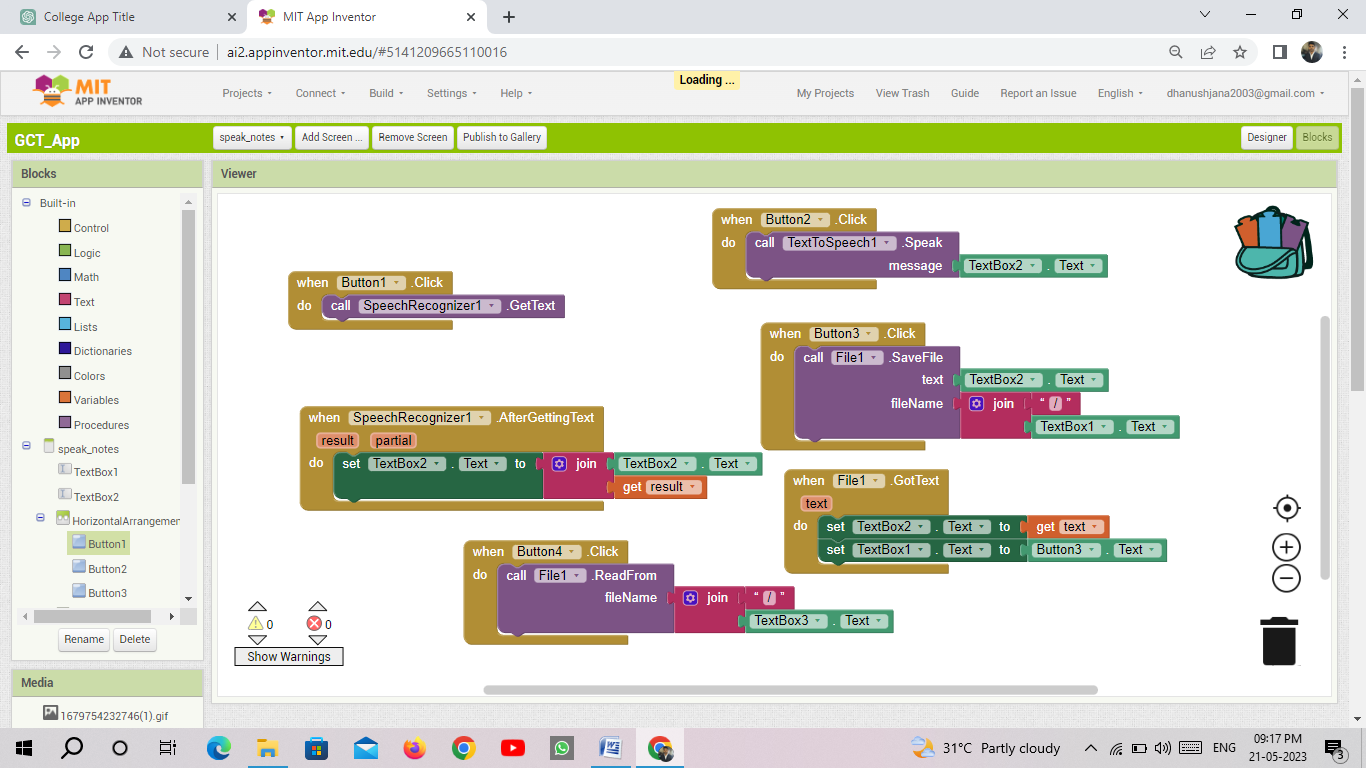 College App Title
MIT App Inventor
Not secure | ai2.appinventor.mit.edu/#5141209665110016
Loading ...
MIT
APP INVENTOR
Projects Connect Build Settings Help My Projects View Trash Guide Report an Issue English dhanushjana2003@gmail.com
GCT_App speak_notes Add Screen ... Remove Screen Publish to Gallery Designer Blocks
Blocks
Built-in
Control
Logic
Math
Text
Lists
Dictionaries
Colors
Variables
Procedures
speak_notes
TextBox1
TextBox2
HorizontalArrangemen
Button1
Button2
Button3
Rename Delete
Media
1679754232746(1).gif
Viewer
when Button2 .Click
do call TextToSpeech1 .Speak
message TextBox2 . Text
when Button1 .Click
do call SpeechRecognizer1 .GetText
when Button3 .Click
do call File1 .SaveFile
text TextBox2 . Text
fileName join " / "
TextBox1 . Text
when SpeechRecognizer1 .AfterGettingText
result partial
do set TextBox2 . Text to join TextBox2 . Text
get result
when File1 .GotText
text
do set TextBox2 . Text to get text
set TextBox1 . Text to Button3 . Text
when Button4 .Click
do call File1 .ReadFrom
fileName join " / "
TextBox3 . Text
0 0
Show Warnings
31°C Partly cloudy ENG 09:17 PM
21-05-2023
3